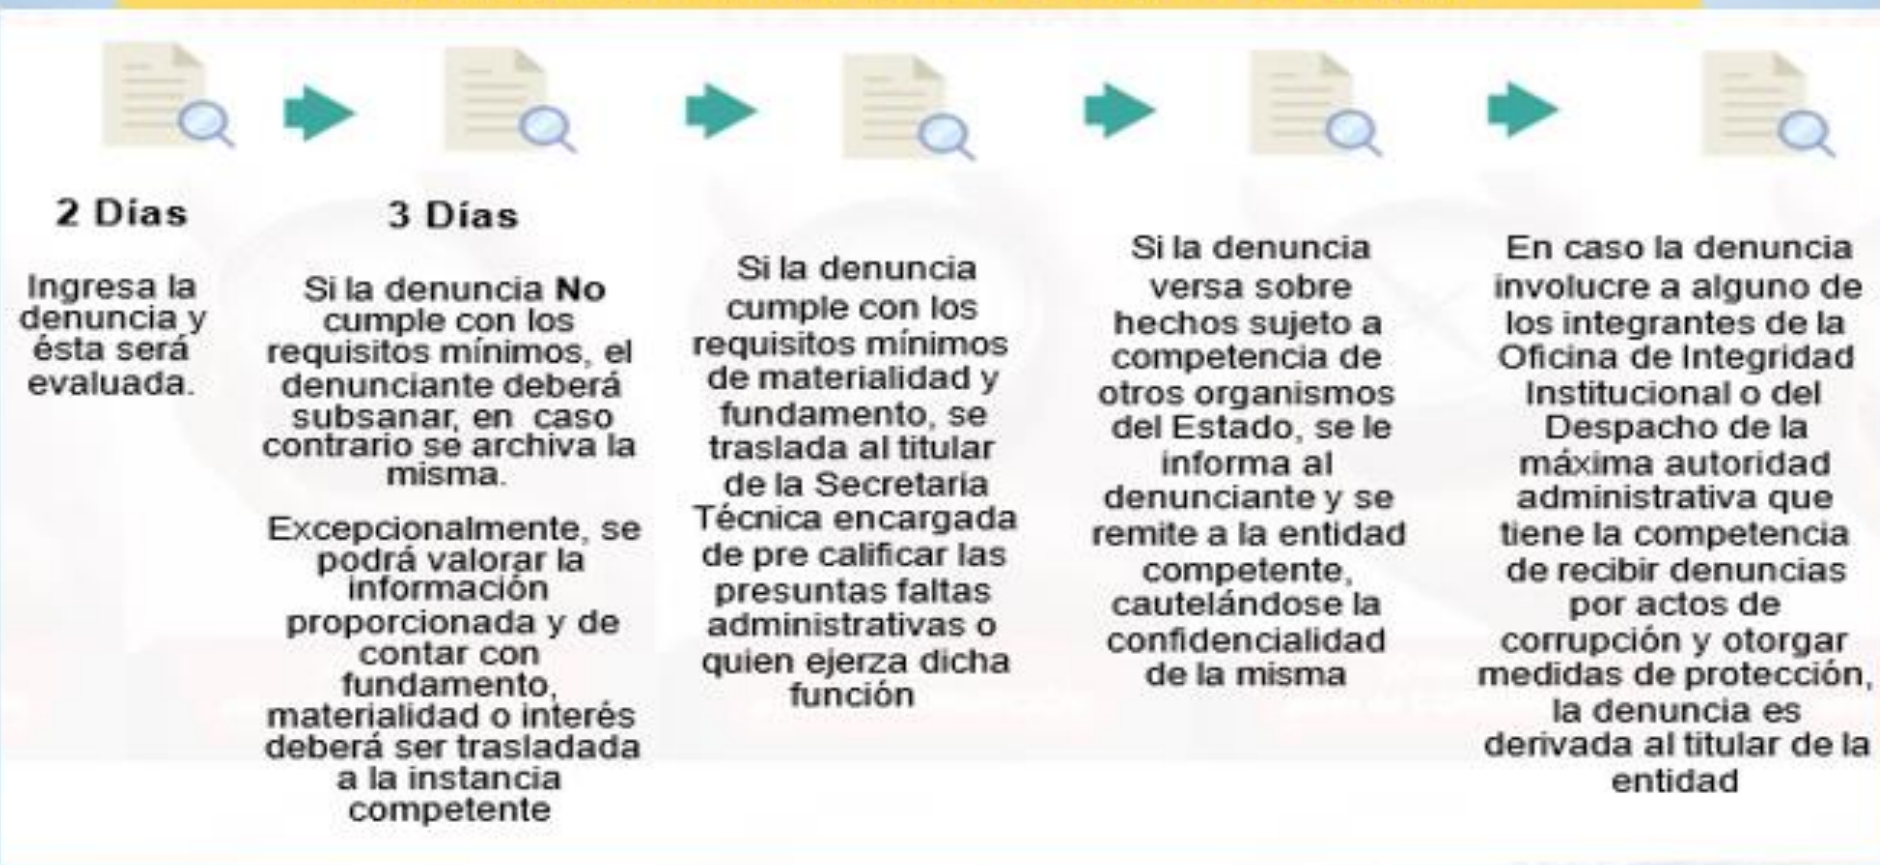 2 Días
Ingresa la
denuncia y
ésta será
evaluada.
3 Días
Si la denuncia No
cumple con los
requisitos mínimos, el
denunciante deberá
subsanar, en caso
contrario se archiva la
misma.
Excepcionalmente, se
podrá valorar la
información
proporcionada y de
contar con
fundamento,
materialidad o interés
deberá ser trasladada
a la instancia
competente
Si la denuncia
cumple con los
requisitos mínimos
de materialidad y
fundamento, se
traslada al titular
de la Secretaria
Técnica encargada
de pre calificar las
presuntas faltas
administrativas o
quien ejerza dicha
función
Si la denuncia
versa sobre
hechos sujeto a
competencia de
otros organismos
del Estado, se le
informa al
denunciante y se
remite a la entidad
competente,
cautelándose la
confidencialidad
de la misma
En caso la denuncia
involucre a alguno de
los integrantes de la
Oficina de Integridad
Institucional o del
Despacho de la
máxima autoridad
administrativa que
tiene la competencia
de recibir denuncias
por actos de
corrupción y otorgar
medidas de protección,
la denuncia es
derivada al titular de la
entidad